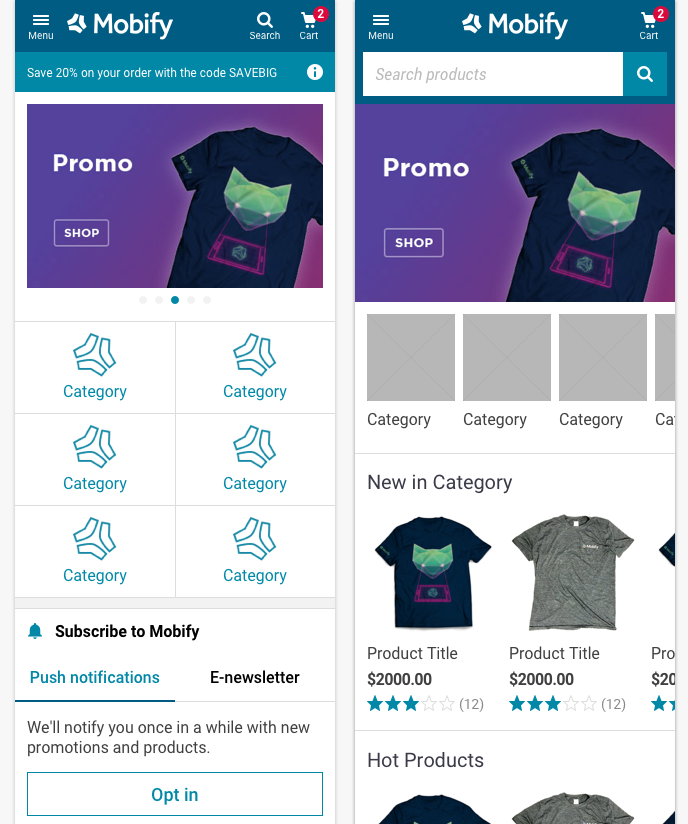 Menu
Mobify
Search
Cart
2
Save 20% on your order with the code SAVEBIG
Promo
SHOP
Category
Category
Category
Category
Category
Category
Subscribe to Mobify
Push notifications
E-newsletter
We'll notify you once in a while with new
promotions and products.
Opt in
Menu
Mobify
Cart
2
Search products
Promo
SHOP
Category
Category
Category
Ca
New in Category
Mobify
Product Title
Product Title
Pro
$2000.00
$2000.00
$20
(12)
(12)
Hot Products